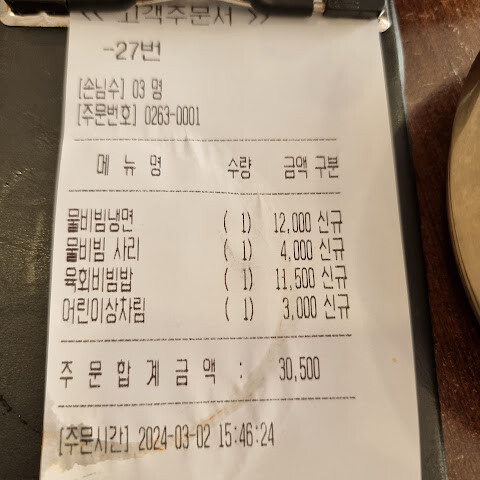 << 고객주문서 >>
-27번
[손님수] 03 명
[주문번호] 0263-0001
메 뉴 명 수량 금액 구분
물비빔냉면 ( 1) 12,000 신규
물비빔 사리 ( 1) 4,000 신규
육회비빔밥 ( 1) 11,500 신규
어린이상차림 ( 1) 3,000 신규
주 문 합 계 금 액 : 30,500
[주문시간] 2024-03-02 15:46:24